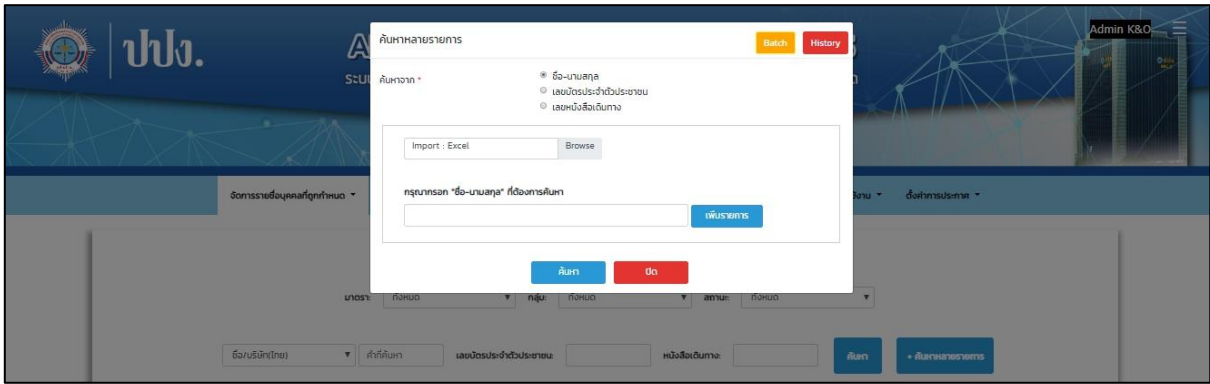 ปปง.
A
S
Admin K&O
ระบ
ค้นหาหลายรายการ
Batch
History
ค้นหาจาก *
ชื่อ-นามสกุล
เลขบัตรประจำตัวประชาชน
เลขหนังสือเดินทาง
Import : Excel
Browse
กรุณากรอก "ชื่อ-นามสกุล" ที่ต้องการค้นหา
เพิ่มรายการ
ค้นหา
ปิด
จัดการรายชื่อบุคคลที่ถูกกำหนด
ตั้งค่าการประกาศ
มาตรา: ทั้งหมด
กลุ่ม: ทั้งหมด
สถานะ: ทั้งหมด
ชื่อ/บริษัท(ไทย)
คำที่ค้นหา
เลขบัตรประจำตัวประชาชน:
หนังสือเดินทาง:
ค้นหา
+ ค้นหาหลายรายการ